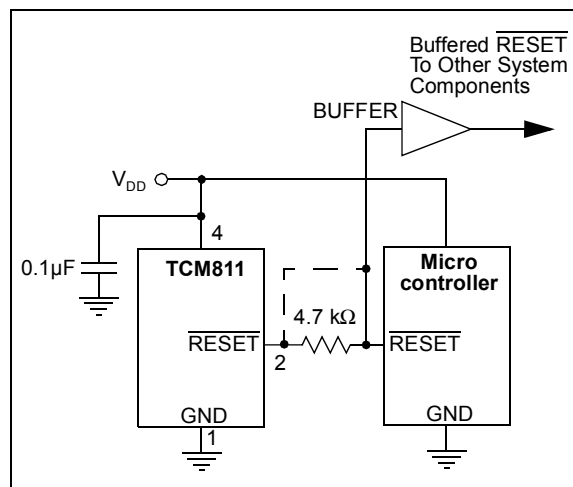 Buffered RESET
To Other System
Components
BUFFER
VDD
4
0.1µF
TCM811
Micro
controller
4.7 kΩ
RESET
2
RESET
GND
1
GND